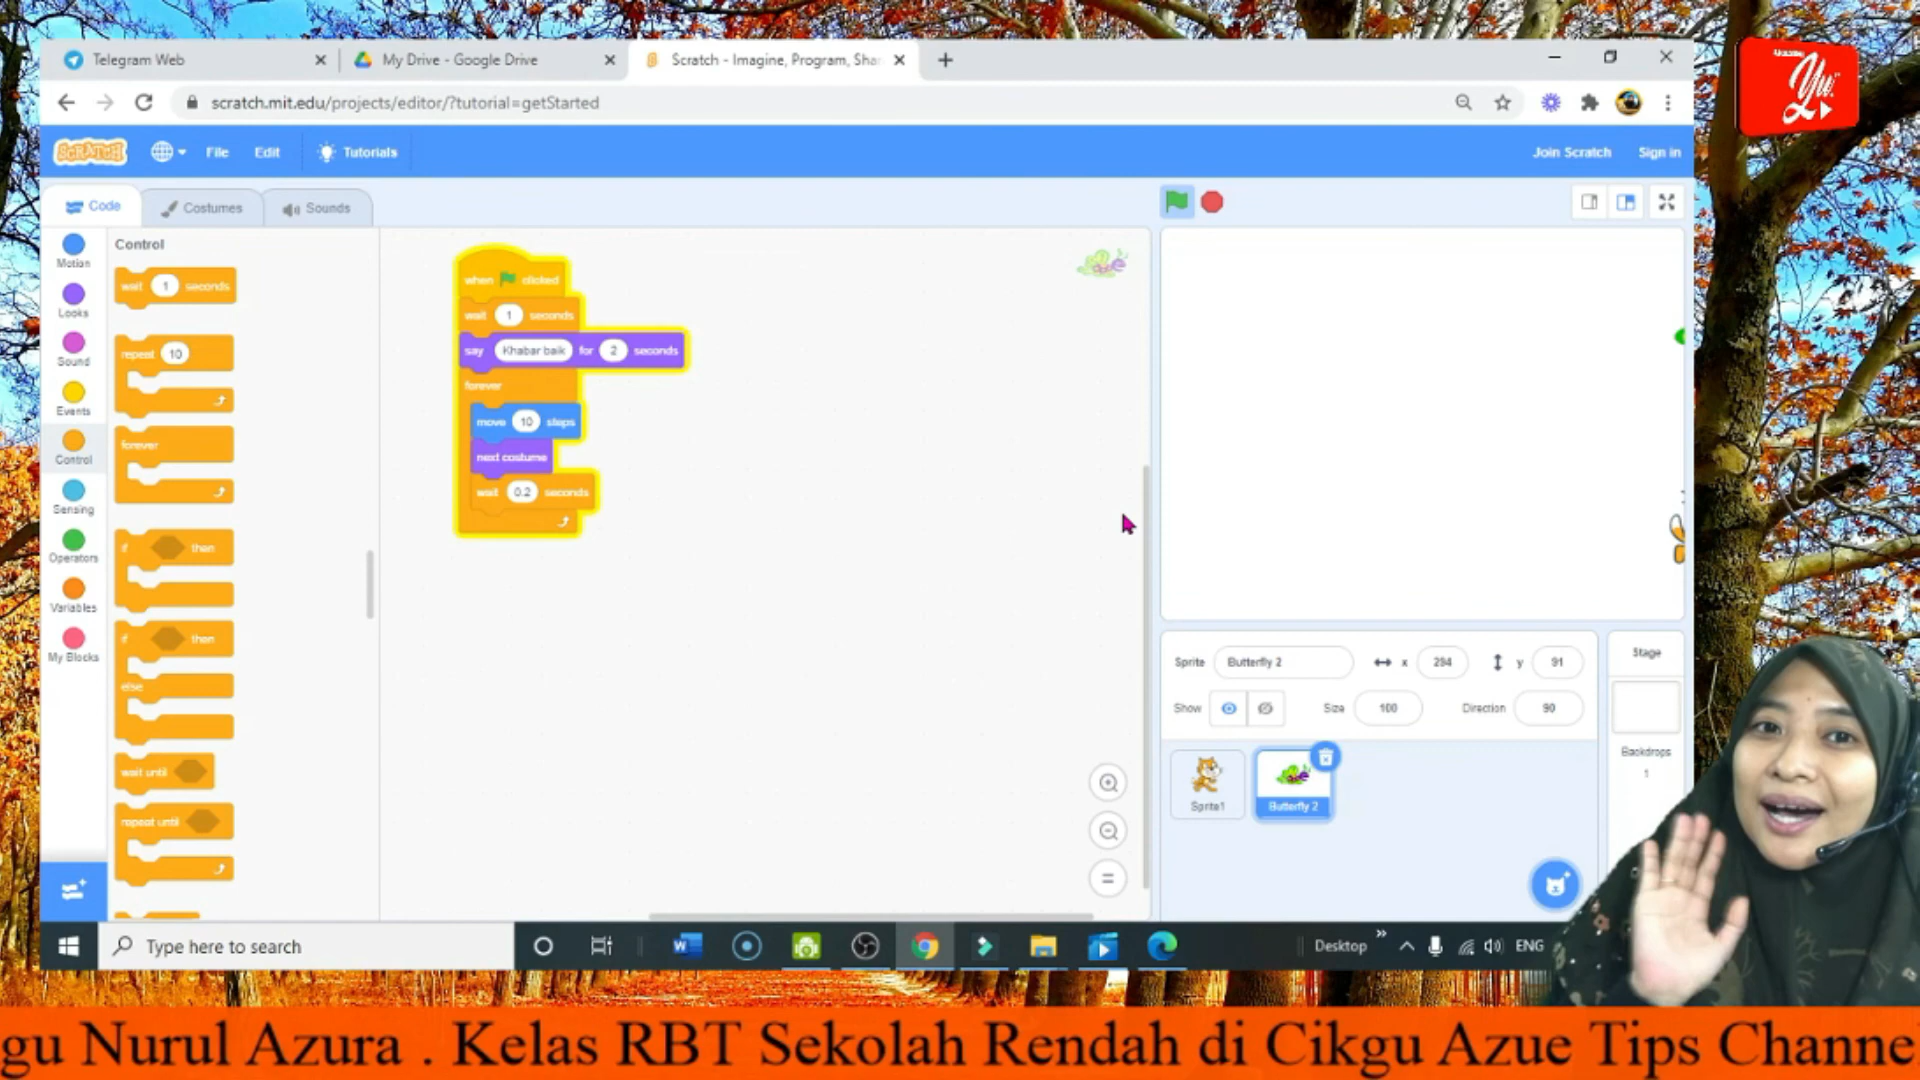 Telegram Web
My Drive - Google Drive
Scratch - Imagine, Program, Shar
scratch.mit.edu/projects/editor/?tutorial=getStarted
SCRATCH
File
Edit
Tutorials
Join Scratch
Sign in
Code
Costumes
Sounds
Motion
Looks
Sound
Events
Control
Sensing
Operators
Variables
My Blocks
Control
wait 1 seconds
repeat 10
forever
if then
if then
else
wait until
repeat until
when clicked
wait 1 seconds
say Khabar baik for 2 seconds
forever
move 10 steps
next costume
wait 0.2 seconds
Sprite Butterfly 2 x 294 y 91
Show Size 100 Direction 90
Sprite1
Butterfly 2
Stage
Backdrops
1
Type here to search
Desktop
ENG
gu Nurul Azura . Kelas RBT Sekolah Rendah di Cikgu Azue Tips Channe